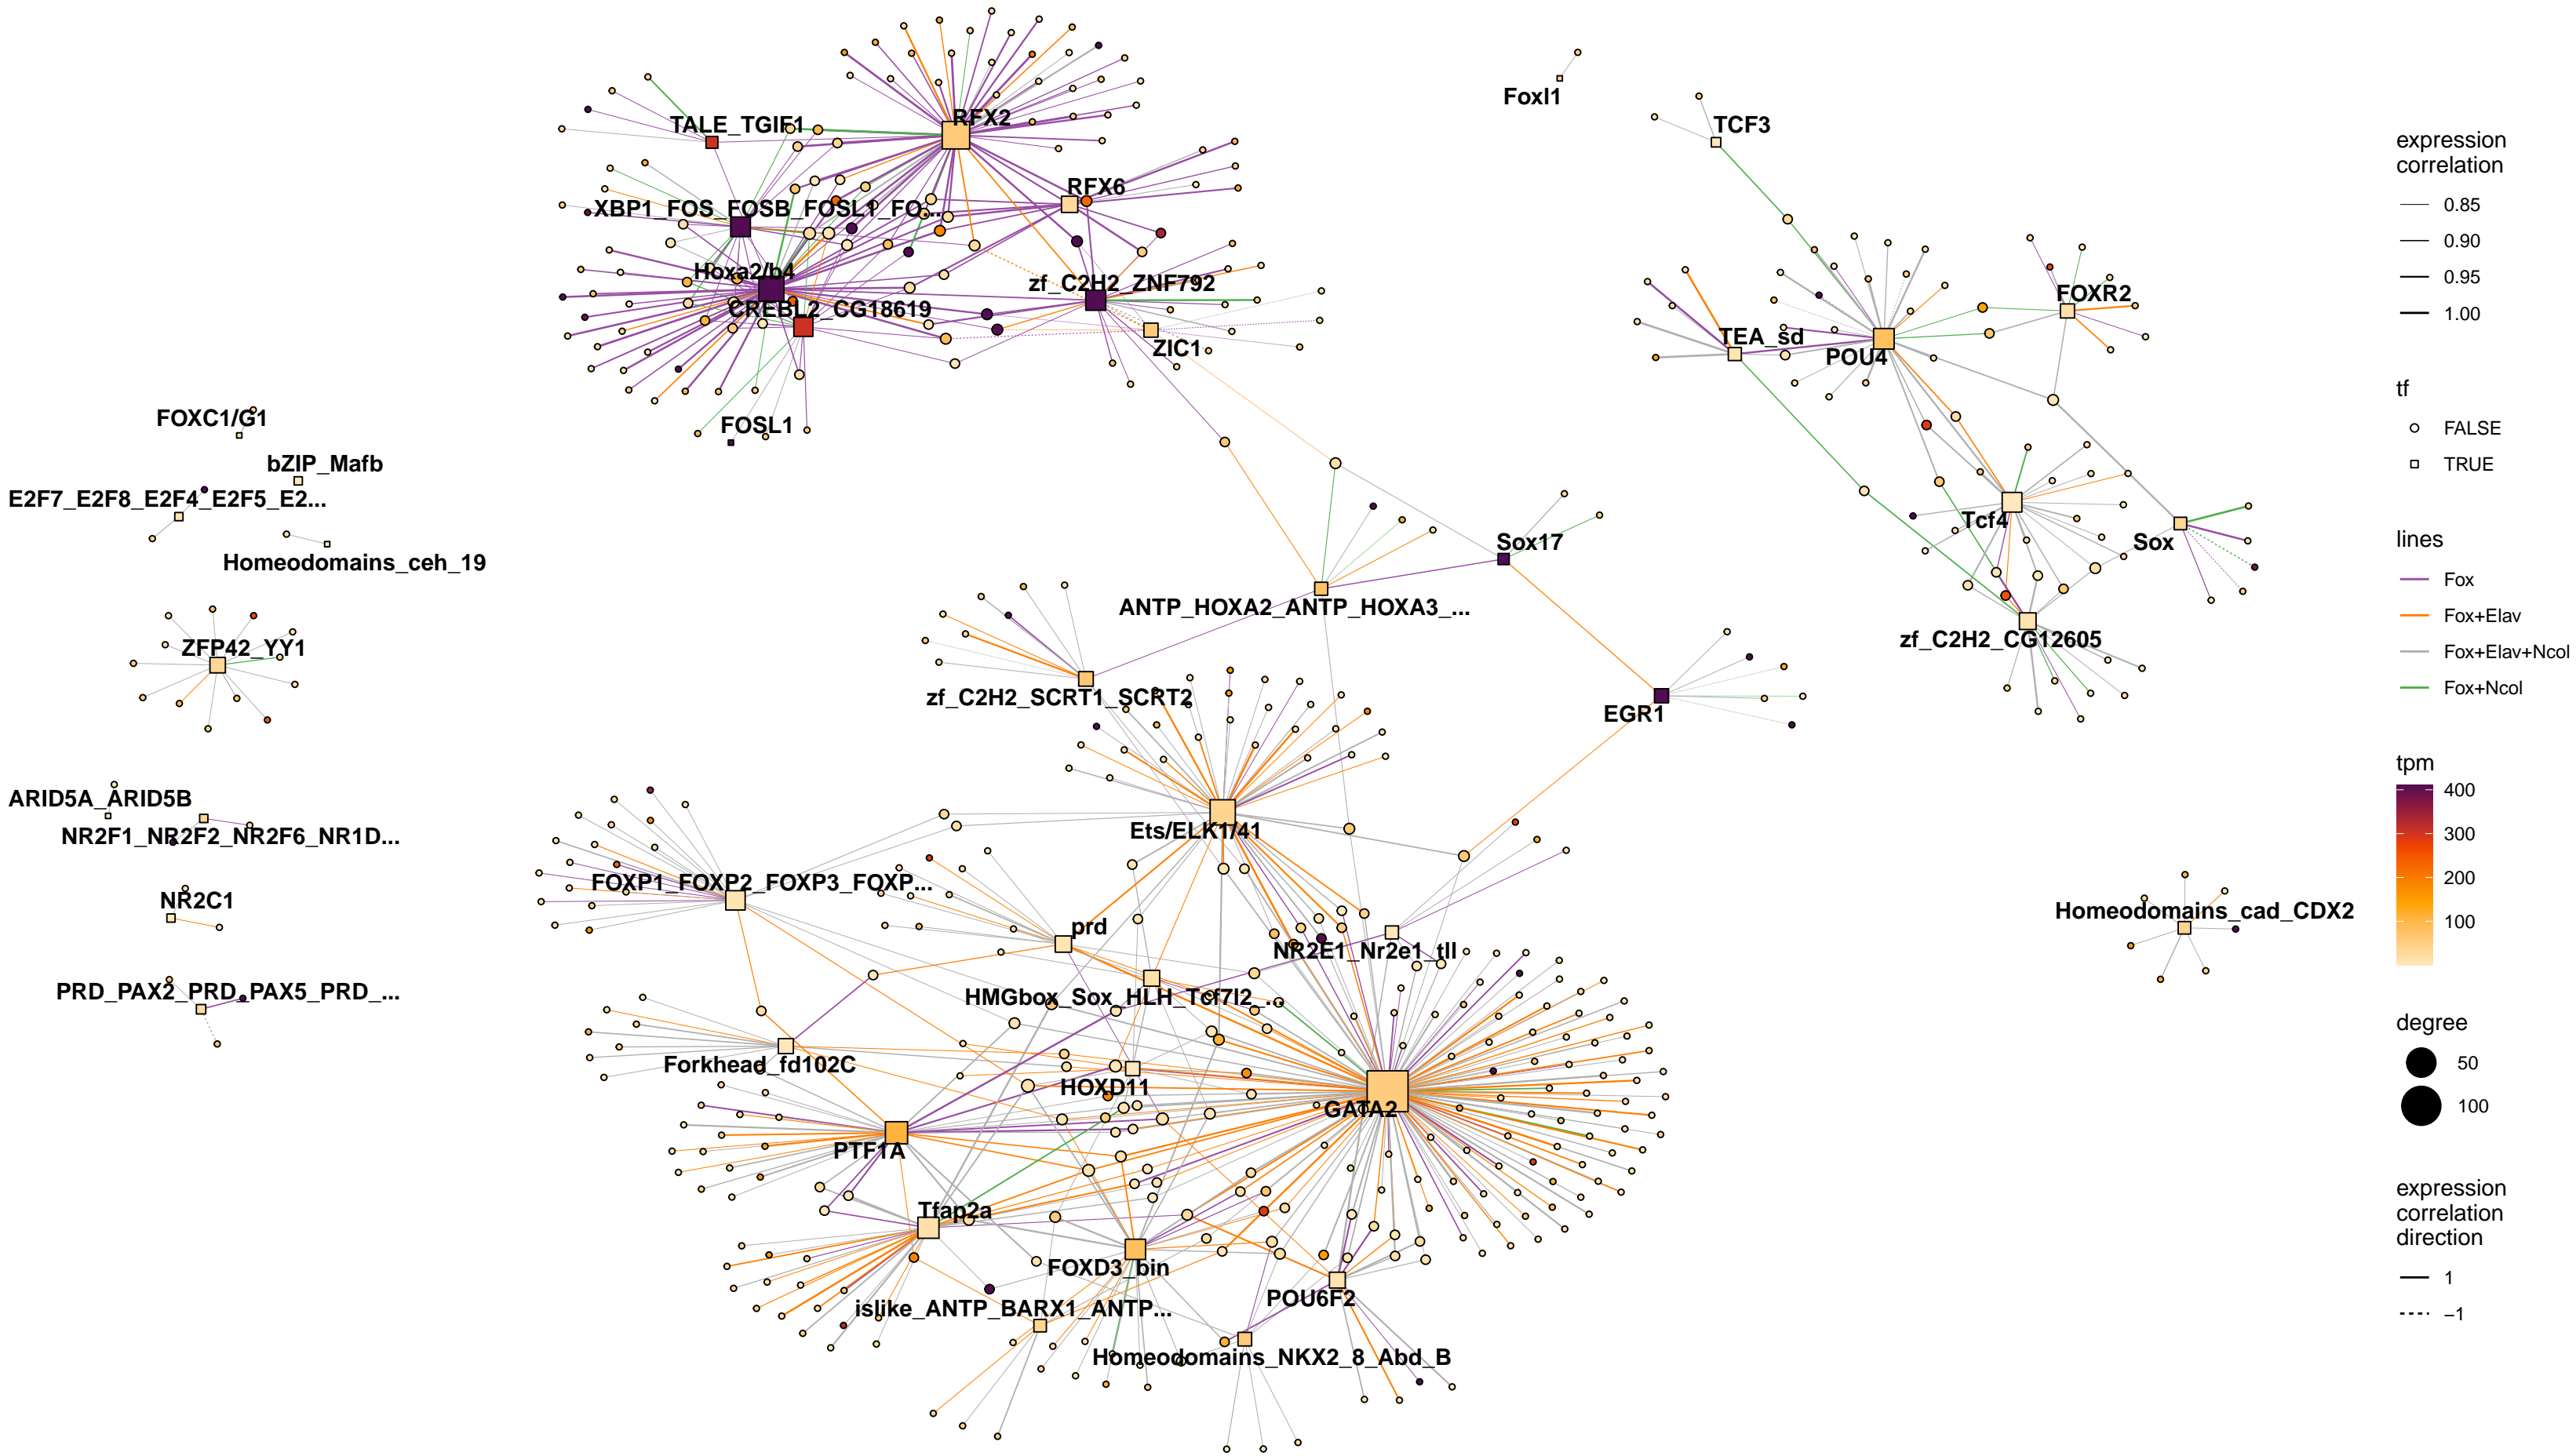 RFX2
TALE_TGIF1
RFX6
XBP1_FOS_FOSB_FOSL1_FO...
Hoxa2/b4
zf_C2H2_ZNF792
CREBL2_CG18619
ZIC1
FOSL1
Foxl1
TCF3
FOXR2
TEA_sd
POU4
Tcf4
Sox
zf_C2H2_CG12605
FOXC1/G1
bZIP_Mafb
E2F7_E2F8_E2F4_E2F5_E2...
Homeodomains_ceh_19
ZFP42_YY1
ARID5A_ARID5B
NR2F1_NR2F2_NR2F6_NR1D...
NR2C1
PRD_PAX2_PRD_PAX5_PRD_...
Sox17
ANTP_HOXA2_ANTP_HOXA3_...
zf_C2H2_SCRT1_SCRT2
EGR1
Ets/ELK1/41
FOXP1_FOXP2_FOXP3_FOXP...
prd
NR2E1_Nr2e1_tll
HMGbox_Sox_HLH_Tcf7l2_...
Forkhead_fd102C
HOXD11
GATA2
PTF1A
Tfap2a
FOXD3_bin
islike_ANTP_BARX1_ANTP...
POU6F2
Homeodomains_NKX2_8_Abd_B
Homeodomains_cad_CDX2
expression
correlation
0.85
0.90
0.95
1.00
tf
FALSE
TRUE
lines
Fox
Fox+Elav
Fox+Elav+Ncol
Fox+Ncol
tpm
400
300
200
100
degree
50
100
expression
correlation
direction
1
−1